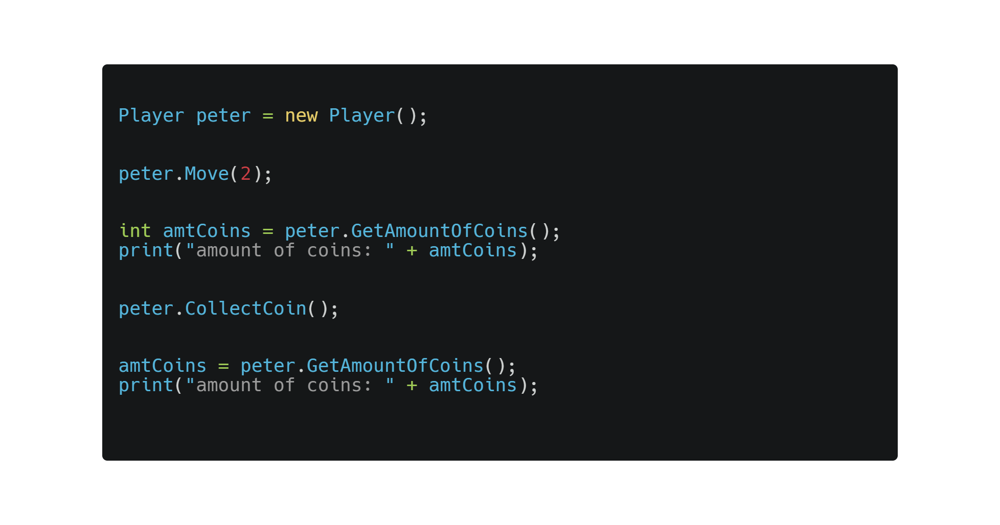 Player peter = new Player();
peter.Move(2);
int amtCoins = peter.GetAmountOfCoins();
print("amount of coins: " + amtCoins);
peter.CollectCoin();
amtCoins = peter.GetAmountOfCoins();
print("amount of coins: " + amtCoins);